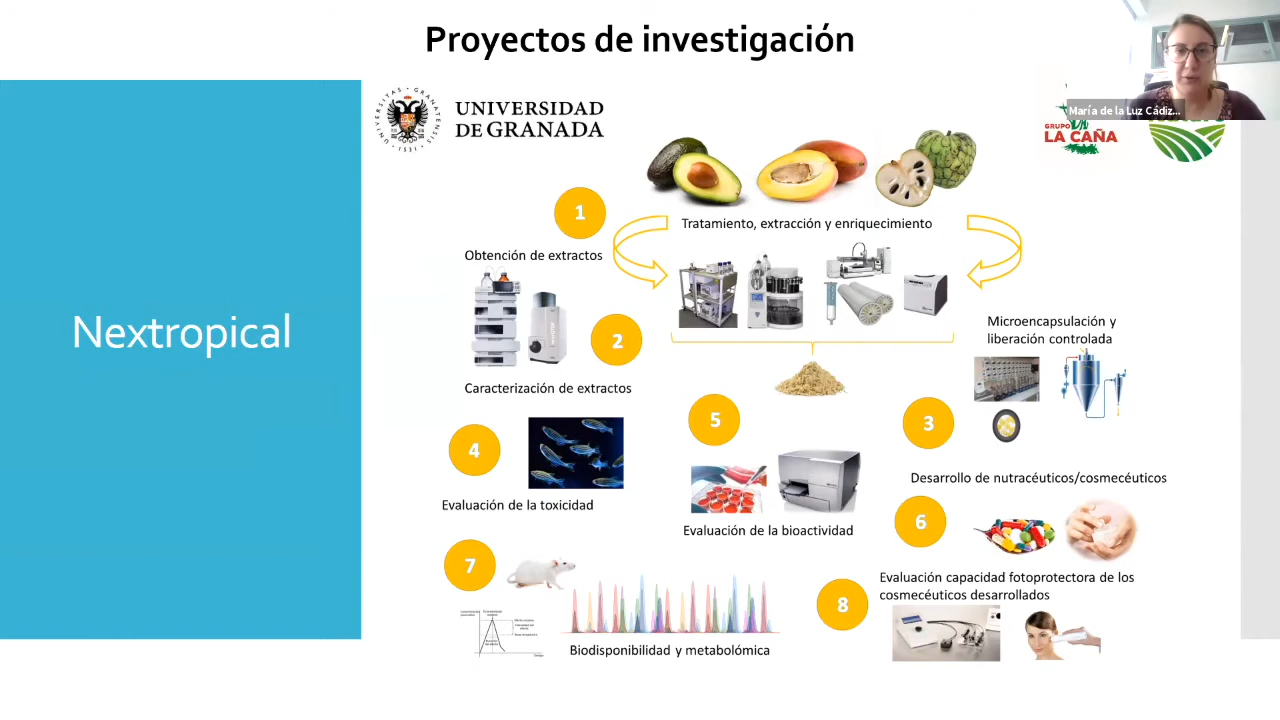 Proyectos de investigación
María de la Luz Cádiz...
UNIVERSIDAD
DE GRANADA
GRUPO
LA CAÑA
Nextropical
1
Tratamiento, extracción y enriquecimiento
Obtención de extractos
2
Microencapsulación y
liberación controlada
Caracterización de extractos
3
4
5
Desarrollo de nutracéuticos/cosmecéuticos
Evaluación de la toxicidad
Evaluación de la bioactividad
6
7
Evaluación capacidad fotoprotectora de los
cosmecéuticos desarrollados
8
Biodisponibilidad y metabolómica